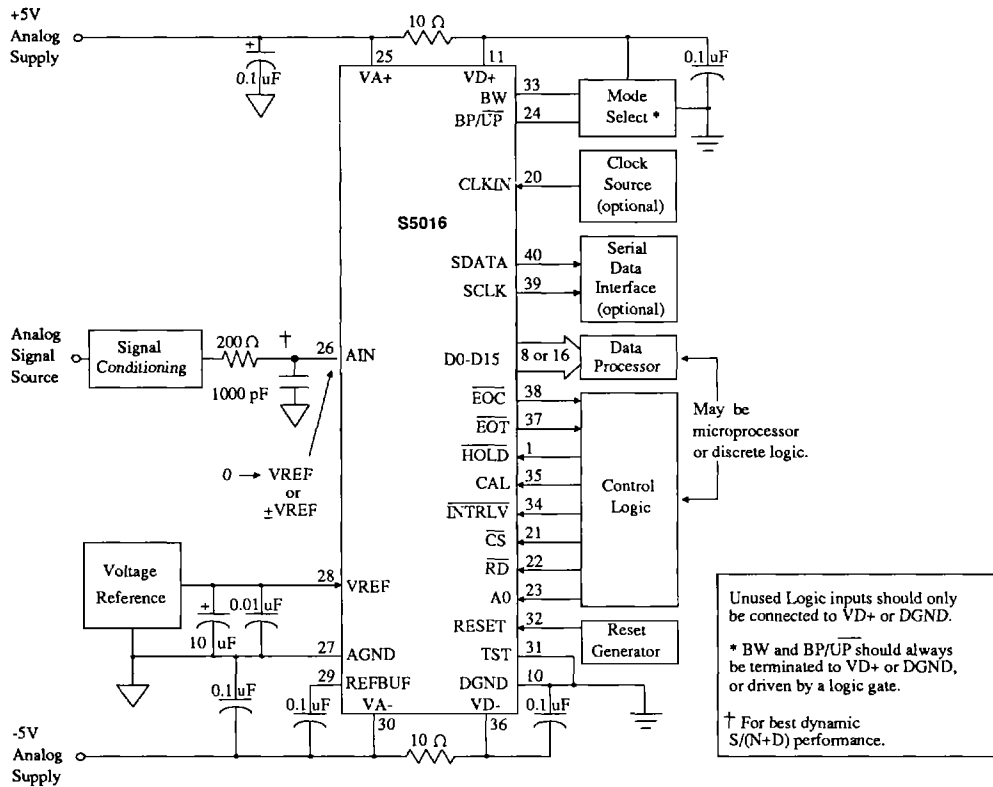 +5V
Analog
Supply
10 Ω
+
0.1 uF
25
VA+
11
VD+
0.1 uF
BW
33
BP/UP
24
Mode
Select *
CLKIN
20
Clock
Source
(optional)
S5016
SDATA
40
SCLK
39
Serial
Data
Interface
(optional)
Analog
Signal
Source
Signal
Conditioning
200 Ω
†
26
AIN
1000 pF
D0-D15
8 or 16
Data
Processor
EOC
38
EOT
37
HOLD
1
CAL
35
INTRLV
34
CS
21
RD
22
A0
23
Control
Logic
May be
microprocessor
or discrete logic.
0 → VREF
or
±VREF
Voltage
Reference
28
VREF
+
10 uF
0.01 uF
RESET
32
Reset
Generator
27
AGND
TST
31
29
REFBUF
DGND
10
0.1 uF
0.1 uF
VA-
30
VD-
36
0.1 uF
10 Ω
-5V
Analog
Supply
Unused Logic inputs should only
be connected to VD+ or DGND.
* BW and BP/UP should always
be terminated to VD+ or DGND,
or driven by a logic gate.
† For best dynamic
S/(N+D) performance.